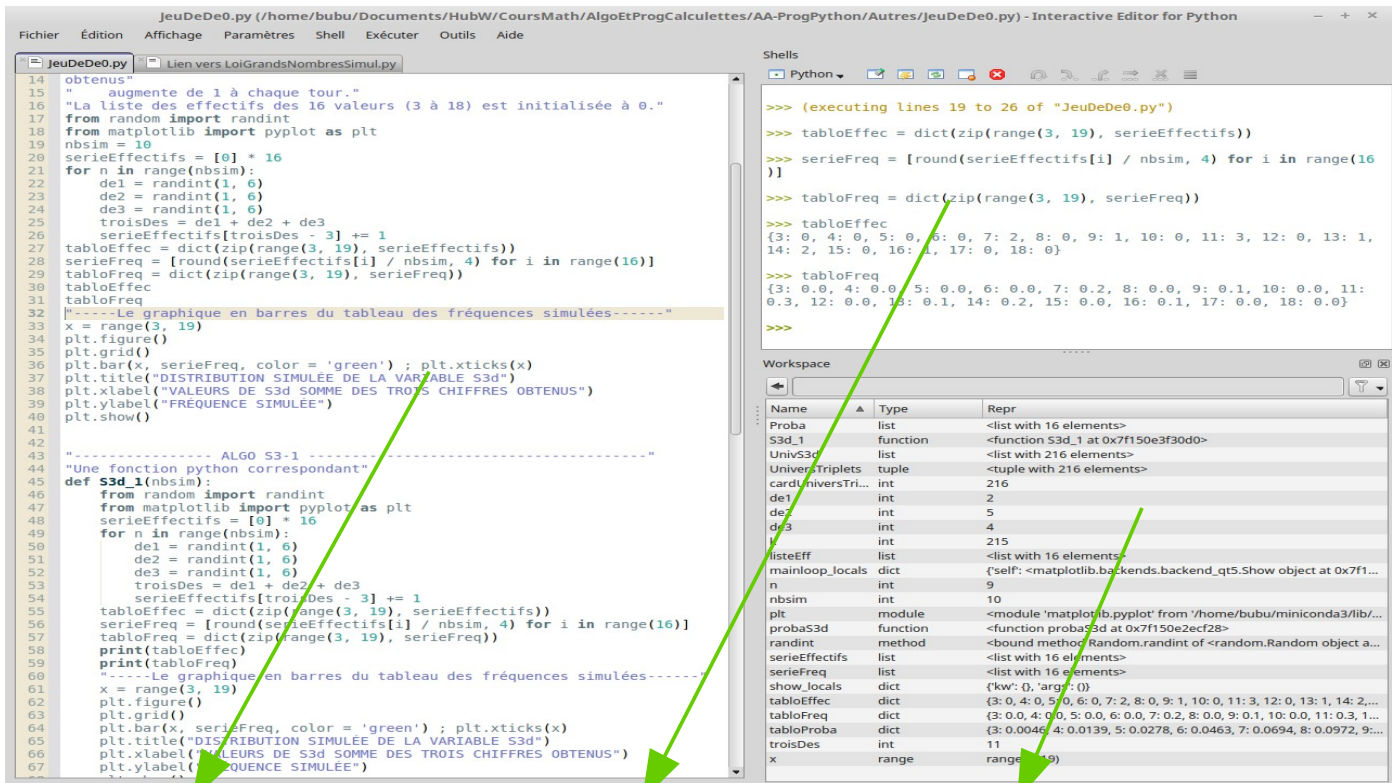 JeuDeDe0.py (/home/bubu/Documents/HubW/CoursMath/AlgoEtProgCalculettes/AA-ProgPython/Autres/JeuDeDe0.py) - Interactive Editor for Python
Fichier Édition Affichage Paramètres Shell Exécuter Outils Aide
JeuDeDe0.py Lien vers LoiGrandsNombresSimul.py
14 obtenus"
15 "    augmente de 1 à chaque tour."
16 "La liste des effectifs des 16 valeurs (3 à 18) est initialisée à 0."
17 from random import randint
18 from matplotlib import pyplot as plt
19 nbsim = 10
20 serieEffectifs = [0] * 16
21 for n in range(nbsim):
22     de1 = randint(1, 6)
23     de2 = randint(1, 6)
24     de3 = randint(1, 6)
25     troisDes = de1 + de2 + de3
26     serieEffectifs[troisDes - 3] += 1
27 tabloEffec = dict(zip(range(3, 19), serieEffectifs))
28 serieFreq = [round(serieEffectifs[i] / nbsim, 4) for i in range(16)]
29 tabloFreq = dict(zip(range(3, 19), serieFreq))
30 tabloEffec
31 tabloFreq
32 "-----Le graphique en barres du tableau des fréquences simulées------"
33 x = range(3, 19)
34 plt.figure()
35 plt.grid()
36 plt.bar(x, serieFreq, color = 'green') ; plt.xticks(x)
37 plt.title("DISTRIBUTION SIMULÉE DE LA VARIABLE S3d")
38 plt.xlabel("VALEURS DE S3d SOMME DES TROIS CHIFFRES OBTENUS")
39 plt.ylabel("FRÉQUENCE SIMULÉE")
40 plt.show()
41
42
43 "---------------- ALGO S3-1 ---------------------------------------"
44 "Une fonction python correspondant"
45 def S3d_1(nbsim):
46     from random import randint
47     from matplotlib import pyplot as plt
48     serieEffectifs = [0] * 16
49     for n in range(nbsim):
50         de1 = randint(1, 6)
51         de2 = randint(1, 6)
52         de3 = randint(1, 6)
53         troisDes = de1 + de2 + de3
54         serieEffectifs[troisDes - 3] += 1
55     tabloEffec = dict(zip(range(3, 19), serieEffectifs))
56     serieFreq = [round(serieEffectifs[i] / nbsim, 4) for i in range(16)]
57     tabloFreq = dict(zip(range(3, 19), serieFreq))
58     print(tabloEffec)
59     print(tabloFreq)
60     "-----Le graphique en barres du tableau des fréquences simulées------"
61     x = range(3, 19)
62     plt.figure()
63     plt.grid()
64     plt.bar(x, serieFreq, color = 'green') ; plt.xticks(x)
65     plt.title("DISTRIBUTION SIMULÉE DE LA VARIABLE S3d")
66     plt.xlabel("VALEURS DE S3d SOMME DES TROIS CHIFFRES OBTENUS")
67     plt.ylabel("FRÉQUENCE SIMULÉE")
Shells
Python
>>> (executing lines 19 to 26 of "JeuDeDe0.py")
>>> tabloEffec = dict(zip(range(3, 19), serieEffectifs))
>>> serieFreq = [round(serieEffectifs[i] / nbsim, 4) for i in range(16
)]
>>> tabloFreq = dict(zip(range(3, 19), serieFreq))
>>> tabloEffec
{3: 0, 4: 0, 5: 0, 6: 0, 7: 2, 8: 0, 9: 1, 10: 0, 11: 3, 12: 0, 13: 1,
14: 2, 15: 0, 16: 1, 17: 0, 18: 0}
>>> tabloFreq
{3: 0.0, 4: 0.0, 5: 0.0, 6: 0.0, 7: 0.2, 8: 0.0, 9: 0.1, 10: 0.0, 11:
0.3, 12: 0.0, 13: 0.1, 14: 0.2, 15: 0.0, 16: 0.1, 17: 0.0, 18: 0.0}
>>>
Workspace
Name Type Repr
Proba list <list with 16 elements>
S3d_1 function <function S3d_1 at 0x7f150e3f30d0>
UnivS3d list <list with 216 elements>
UniversTriplets tuple <tuple with 216 elements>
cardUniversTri... int 216
de1 int 2
de2 int 5
de3 int 4
k int 215
listeEff list <list with 16 elements>
mainloop_locals dict {'self': <matplotlib.backends.backend_qt5.Show object at 0x7f1...
n int 9
nbsim int 10
plt module <module 'matplotlib.pyplot' from '/home/bubu/miniconda3/lib/...
probaS3d function <function probaS3d at 0x7f150e2ecf28>
randint method <bound method Random.randint of <random.Random object a...
serieEffectifs list <list with 16 elements>
serieFreq list <list with 16 elements>
show_locals dict {'kw': {}, 'args': ()}
tabloEffec dict {3: 0, 4: 0, 5: 0, 6: 0, 7: 2, 8: 0, 9: 1, 10: 0, 11: 3, 12: 0, 13: 1, 14: 2,...
tabloFreq dict {3: 0.0, 4: 0.0, 5: 0.0, 6: 0.0, 7: 0.2, 8: 0.0, 9: 0.1, 10: 0.0, 11: 0.3, 1...
tabloProba dict {3: 0.0046, 4: 0.0139, 5: 0.0278, 6: 0.0463, 7: 0.0694, 8: 0.0972, 9:...
troisDes int 11
x range range(3, 19)